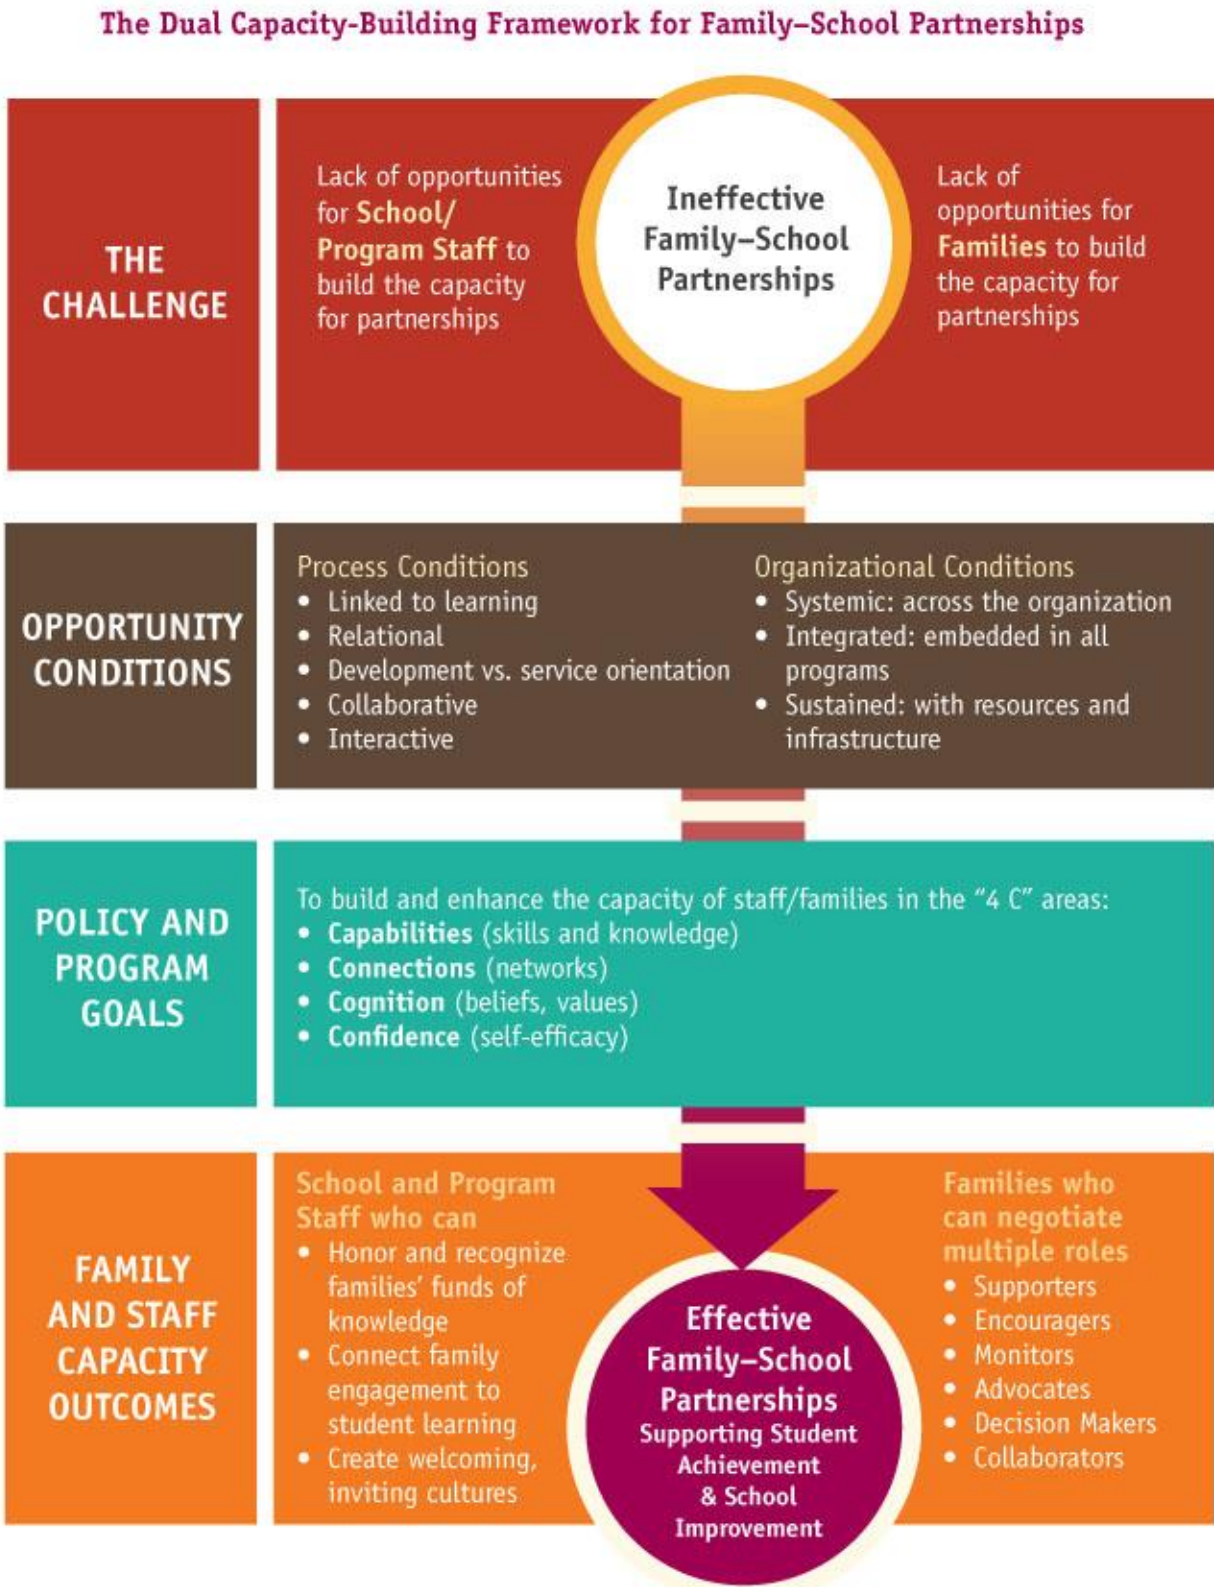 The Dual Capacity-Building Framework for Family–School Partnerships
THE
CHALLENGE
Lack of opportunities
for School/
Program Staff to
build the capacity
for partnerships
Ineffective
Family–School
Partnerships
Lack of
opportunities for
Families to build
the capacity for
partnerships
OPPORTUNITY
CONDITIONS
Process Conditions
• Linked to learning
• Relational
• Development vs. service orientation
• Collaborative
• Interactive
Organizational Conditions
• Systemic: across the organization
• Integrated: embedded in all
programs
• Sustained: with resources and
infrastructure
POLICY AND
PROGRAM
GOALS
To build and enhance the capacity of staff/families in the “4 C” areas:
• Capabilities (skills and knowledge)
• Connections (networks)
• Cognition (beliefs, values)
• Confidence (self-efficacy)
FAMILY
AND STAFF
CAPACITY
OUTCOMES
School and Program
Staff who can
• Honor and recognize
families’ funds of
knowledge
• Connect family
engagement to
student learning
• Create welcoming,
inviting cultures
Effective
Family–School
Partnerships
Supporting Student
Achievement
& School
Improvement
Families who
can negotiate
multiple roles
• Supporters
• Encouragers
• Monitors
• Advocates
• Decision Makers
• Collaborators